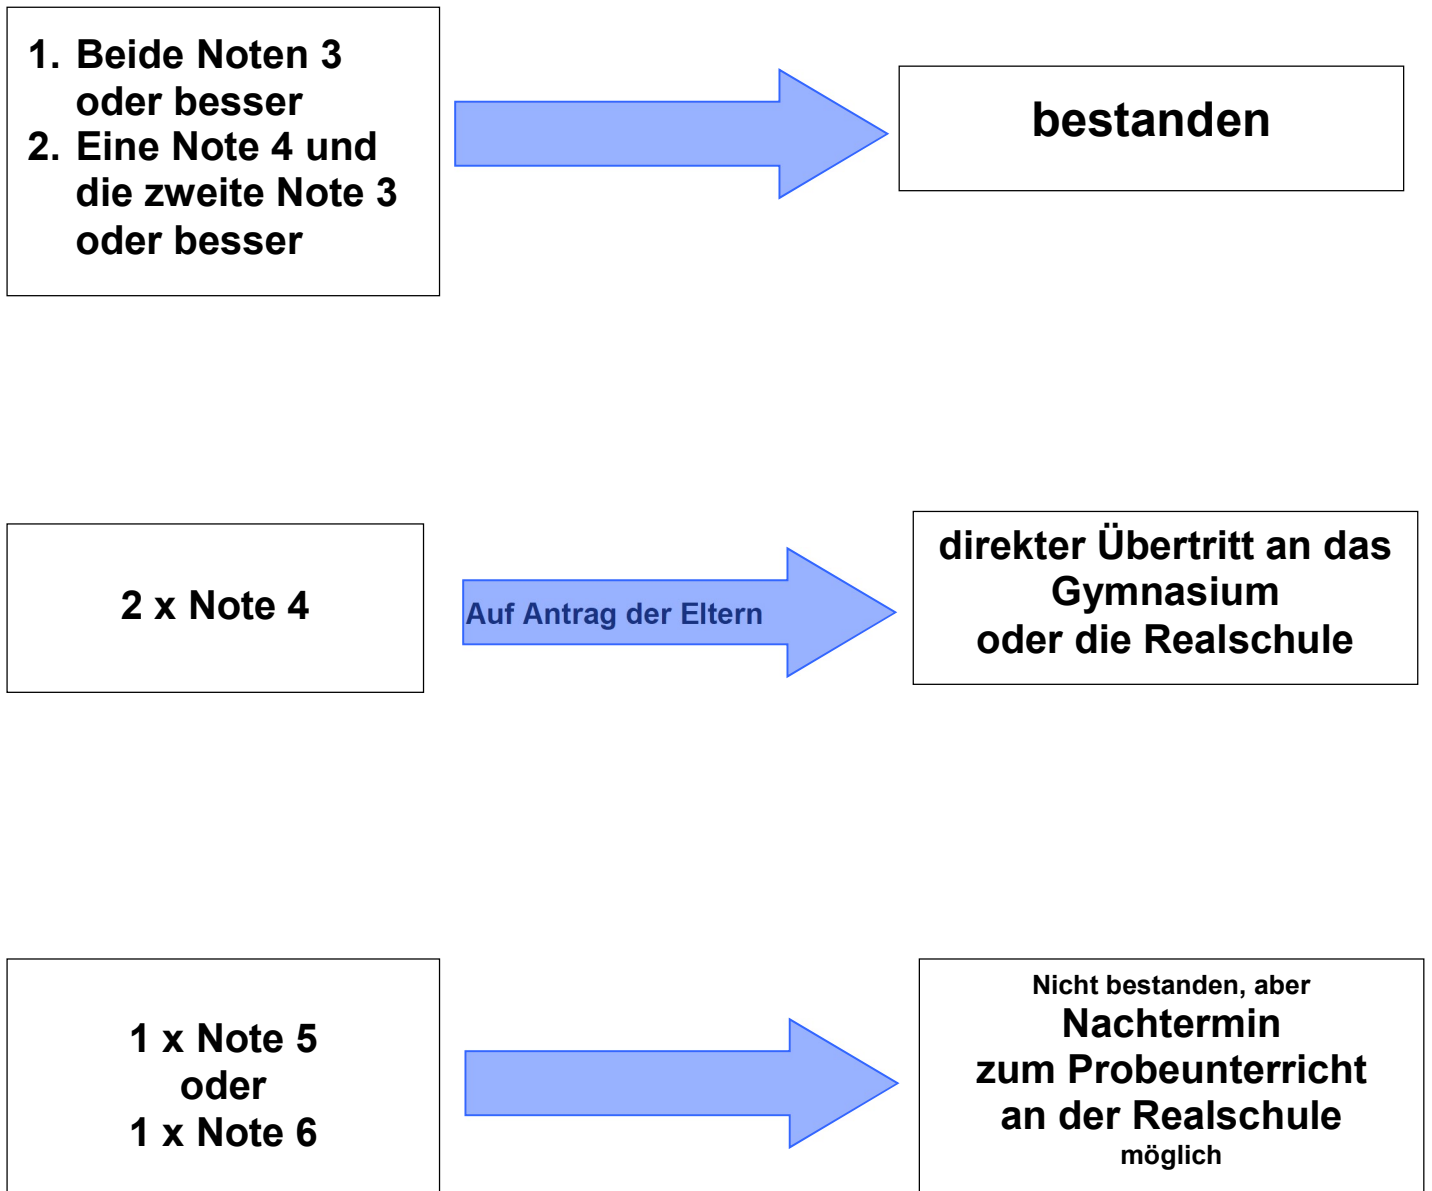 1. Beide Noten 3
oder besser
2. Eine Note 4 und
die zweite Note 3
oder besser
bestanden
2 x Note 4
Auf Antrag der Eltern
direkter Übertritt an das
Gymnasium
oder die Realschule
1 x Note 5
oder
1 x Note 6
Nicht bestanden, aber
Nachtermin
zum Probeunterricht
an der Realschule
möglich